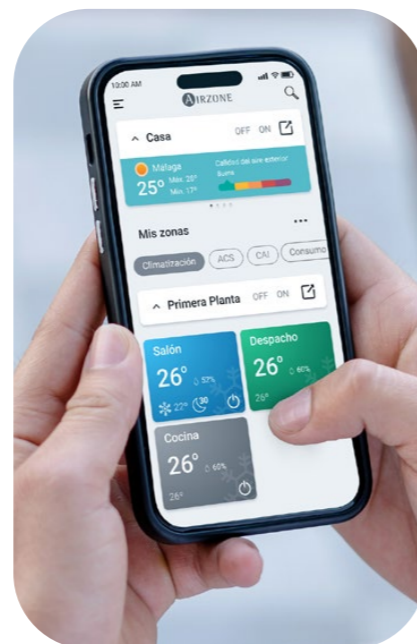 10:00 AM
AIRZONE
Casa OFF ON
Málaga
25° Máx. 25°
Mín. 17°
Calidad del aire exterior
Buena
Mis zonas
Climatización ACS CAI Consumo
Primera Planta OFF ON
Salón
26° 52%
22° 30
Despacho
26° 60%
26°
Cocina
26° 60%
26°